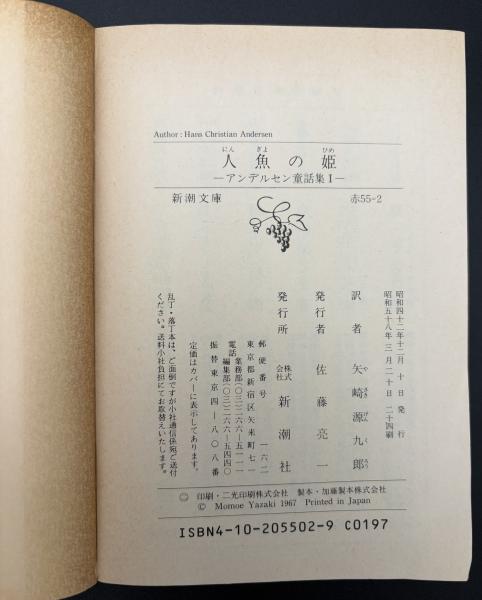 Author: Hans Christian Andersen
にん ぎよ ひめ
人魚の姫
—アンデルセン童話集I—
新潮文庫
赤55=2
昭和四十二年十二月 十 日 発 行
昭和五十八年三月二十日 二十四刷
訳者 矢崎源九郎
発行者 佐藤亮一
発行所 株式会社 新潮社
郵便番号 一六二
東京都新宿区矢来町七一
業務部(〇三)二六六—五一一一
電話
編集部(〇三)二六六—五四四〇
振替東京四—八〇八番
定価はカバーに表示してあります。
乱丁・落丁本は、ご面倒ですが小社通信係宛ご送付
ください。送料小社負担にてお取替えいたします。
印刷・二光印刷株式会社 製本・加藤製本株式会社
© Momoe Yazaki 1967 Printed in Japan
ISBN4-10-205502-9 C0197